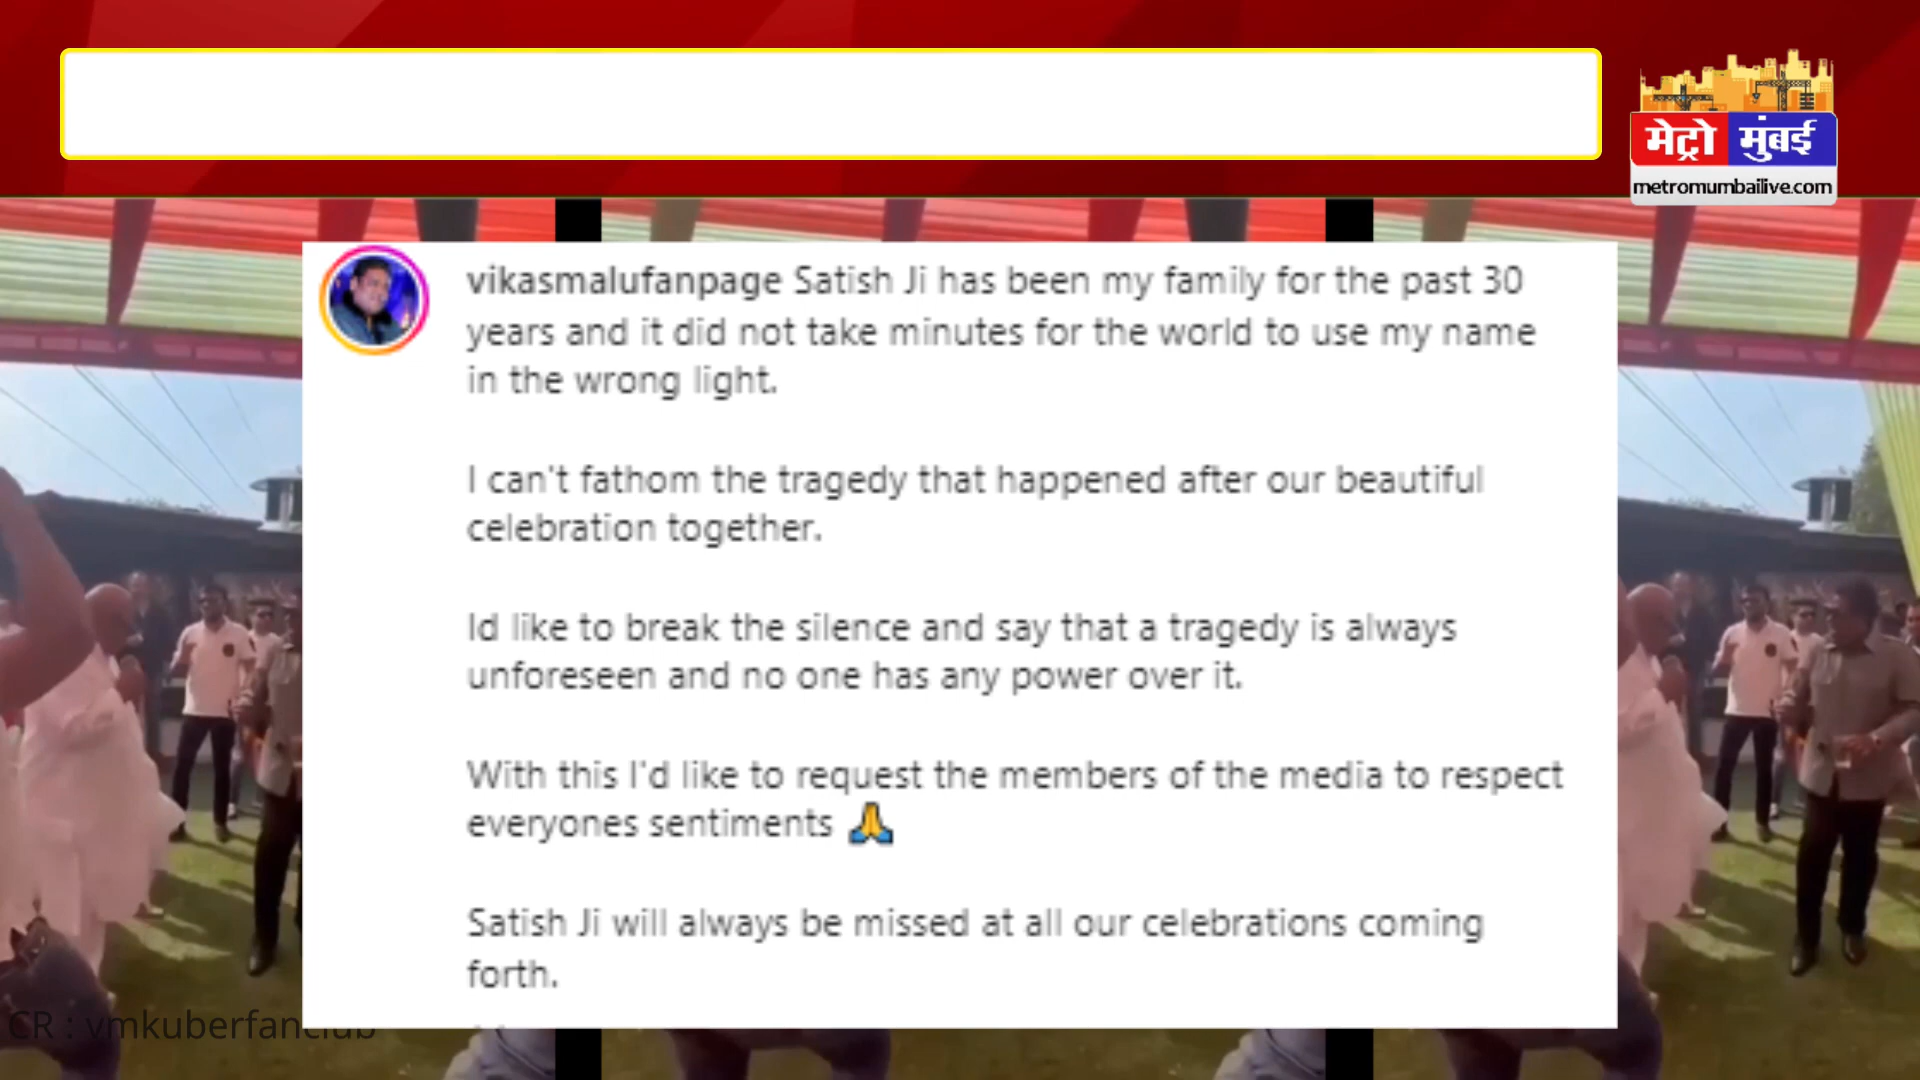 मेट्रो मुंबई
metromumbailive.com
vikasmalufanpage Satish Ji has been my family for the past 30
years and it did not take minutes for the world to use my name
in the wrong light.
I can't fathom the tragedy that happened after our beautiful
celebration together.
Id like to break the silence and say that a tragedy is always
unforeseen and no one has any power over it.
With this I'd like to request the members of the media to respect
everyones sentiments 🙏
Satish Ji will always be missed at all our celebrations coming
forth.
CR : vmkuberfanclub